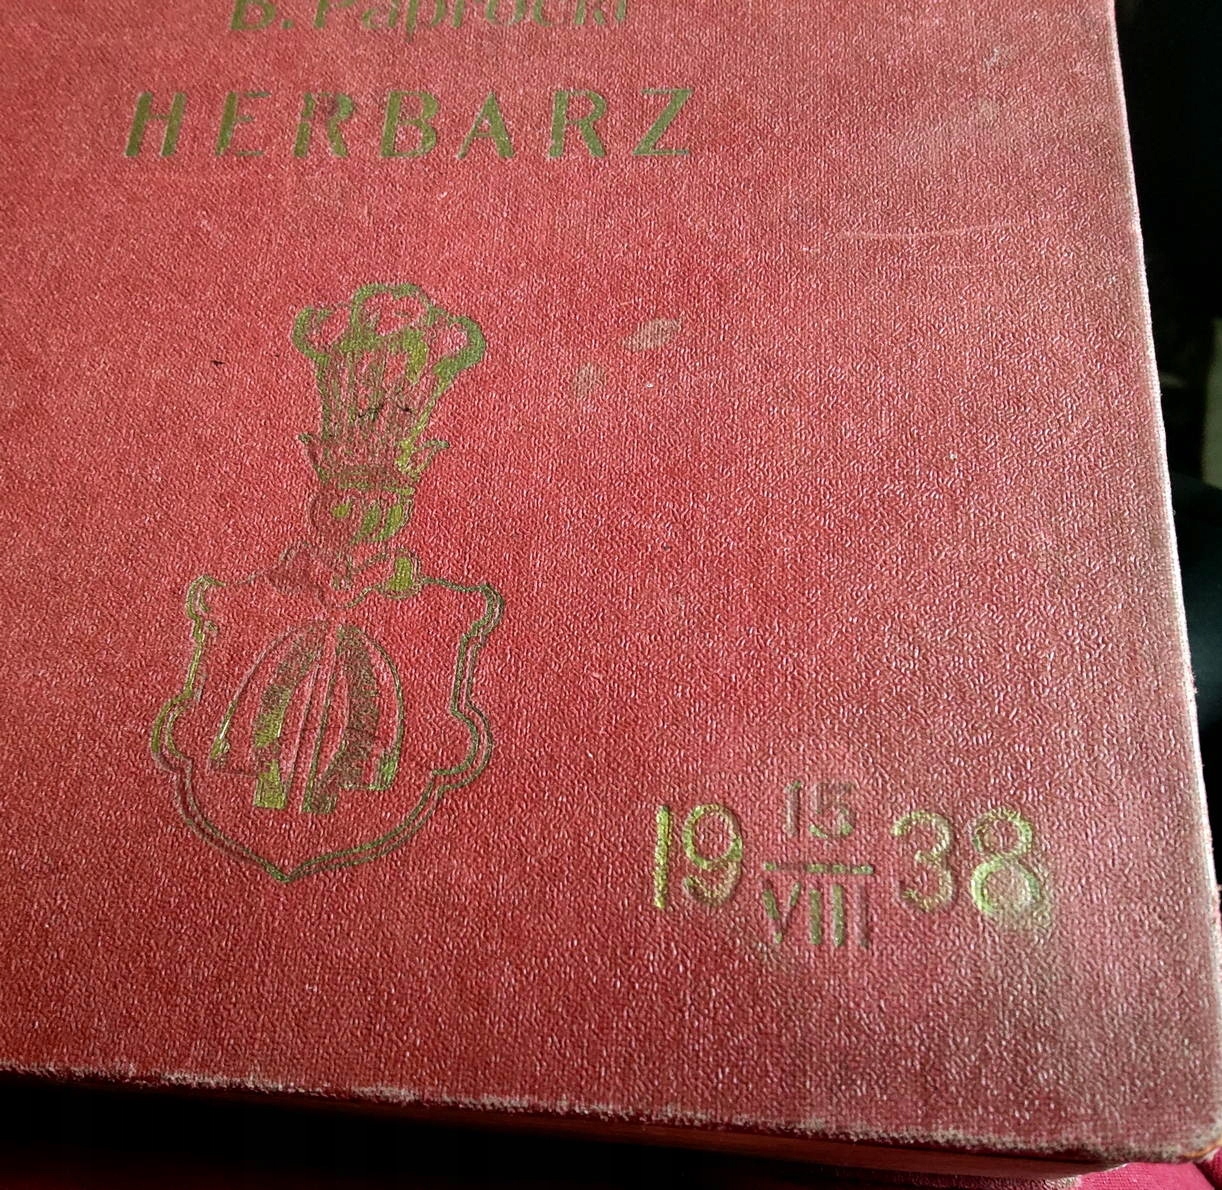 B. Paprocki
HERBARZ
19 15 38
VIII